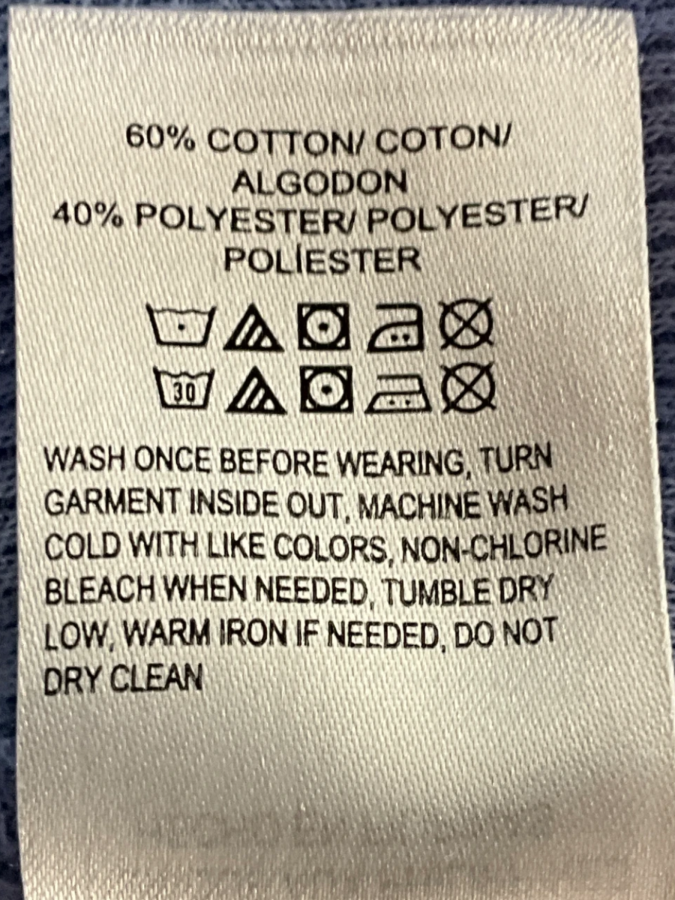 60% COTTON/ COTON/
ALGODON
40% POLYESTER/ POLYESTER/
POLÍESTER
30
WASH ONCE BEFORE WEARING, TURN
GARMENT INSIDE OUT, MACHINE WASH
COLD WITH LIKE COLORS, NON-CHLORINE
BLEACH WHEN NEEDED, TUMBLE DRY
LOW, WARM IRON IF NEEDED, DO NOT
DRY CLEAN